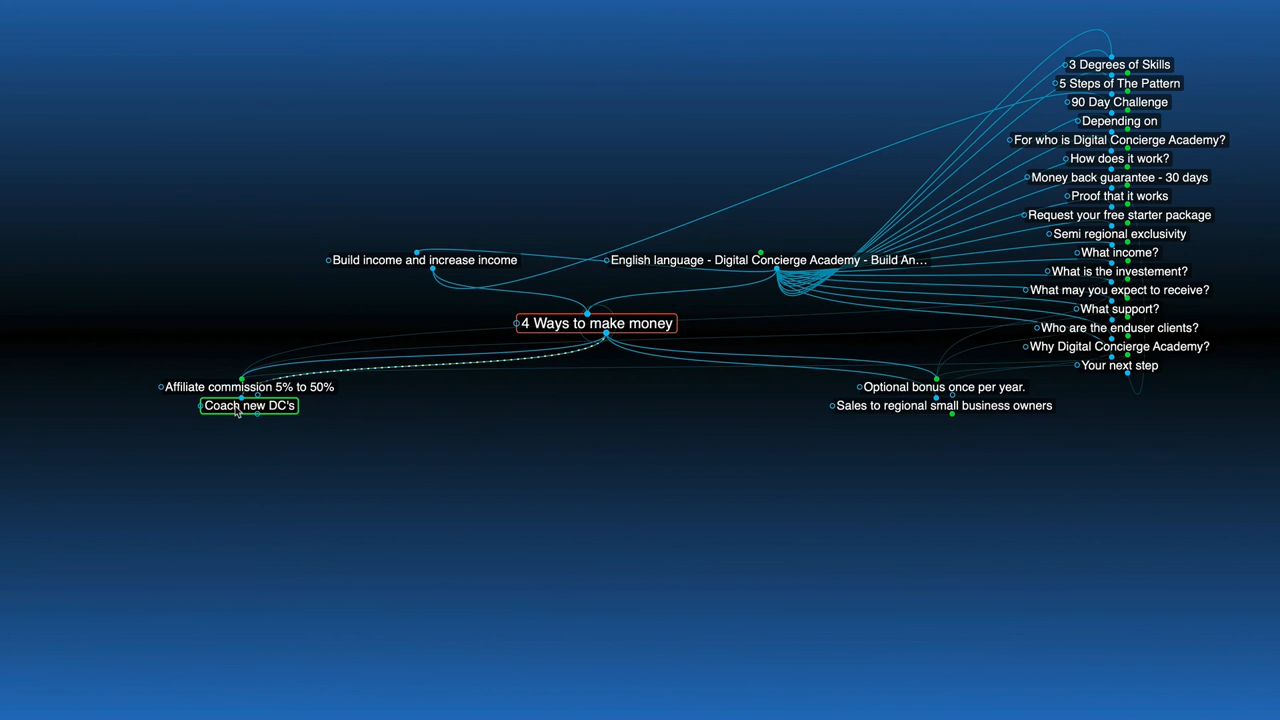 3 Degrees of Skills
5 Steps of The Pattern
90 Day Challenge
Depending on
For who is Digital Concierge Academy?
How does it work?
Money back guarantee - 30 days
Proof that it works
Request your free starter package
Semi regional exclusivity
What income?
What is the investement?
What may you expect to receive?
What support?
Who are the enduser clients?
Why Digital Concierge Academy?
Your next step
Build income and increase income
English language - Digital Concierge Academy - Build An...
4 Ways to make money
Affiliate commission 5% to 50%
Coach new DC's
Optional bonus once per year.
Sales to regional small business owners